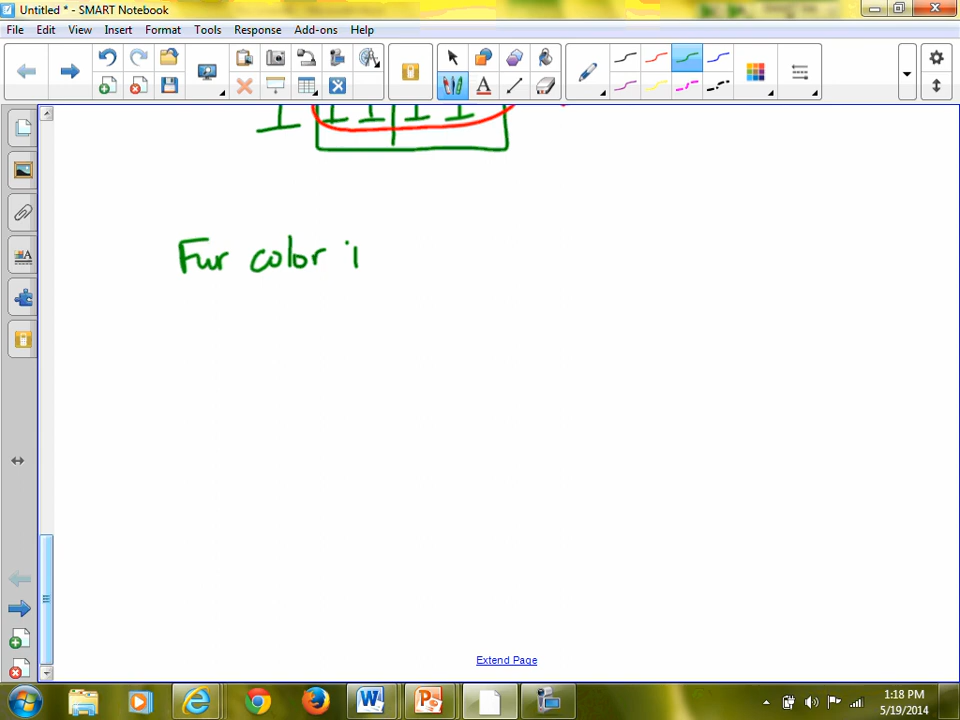 Untitled * - SMART Notebook
File Edit View Insert Format Tools Response Add-ons Help
I I I I I
Fur color i
Extend Page
1:18 PM
5/19/2014